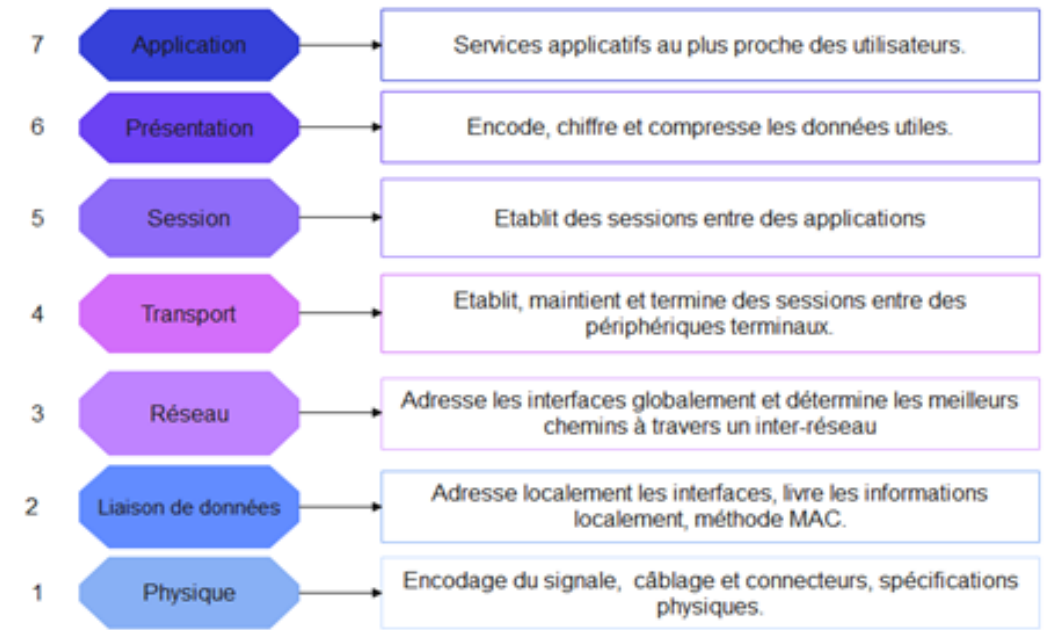 7 Application Services applicatifs au plus proche des utilisateurs.
6 Présentation Encode, chiffre et compresse les données utiles.
5 Session Etablit des sessions entre des applications
4 Transport Etablit, maintient et termine des sessions entre des
périphériques terminaux.
3 Réseau Adresse les interfaces globalement et détermine les meilleurs
chemins à travers un inter-réseau
2 Liaison de données Adresse localement les interfaces, livre les informations
localement, méthode MAC.
1 Physique Encodage du signale, câblage et connecteurs, spécifications
physiques.